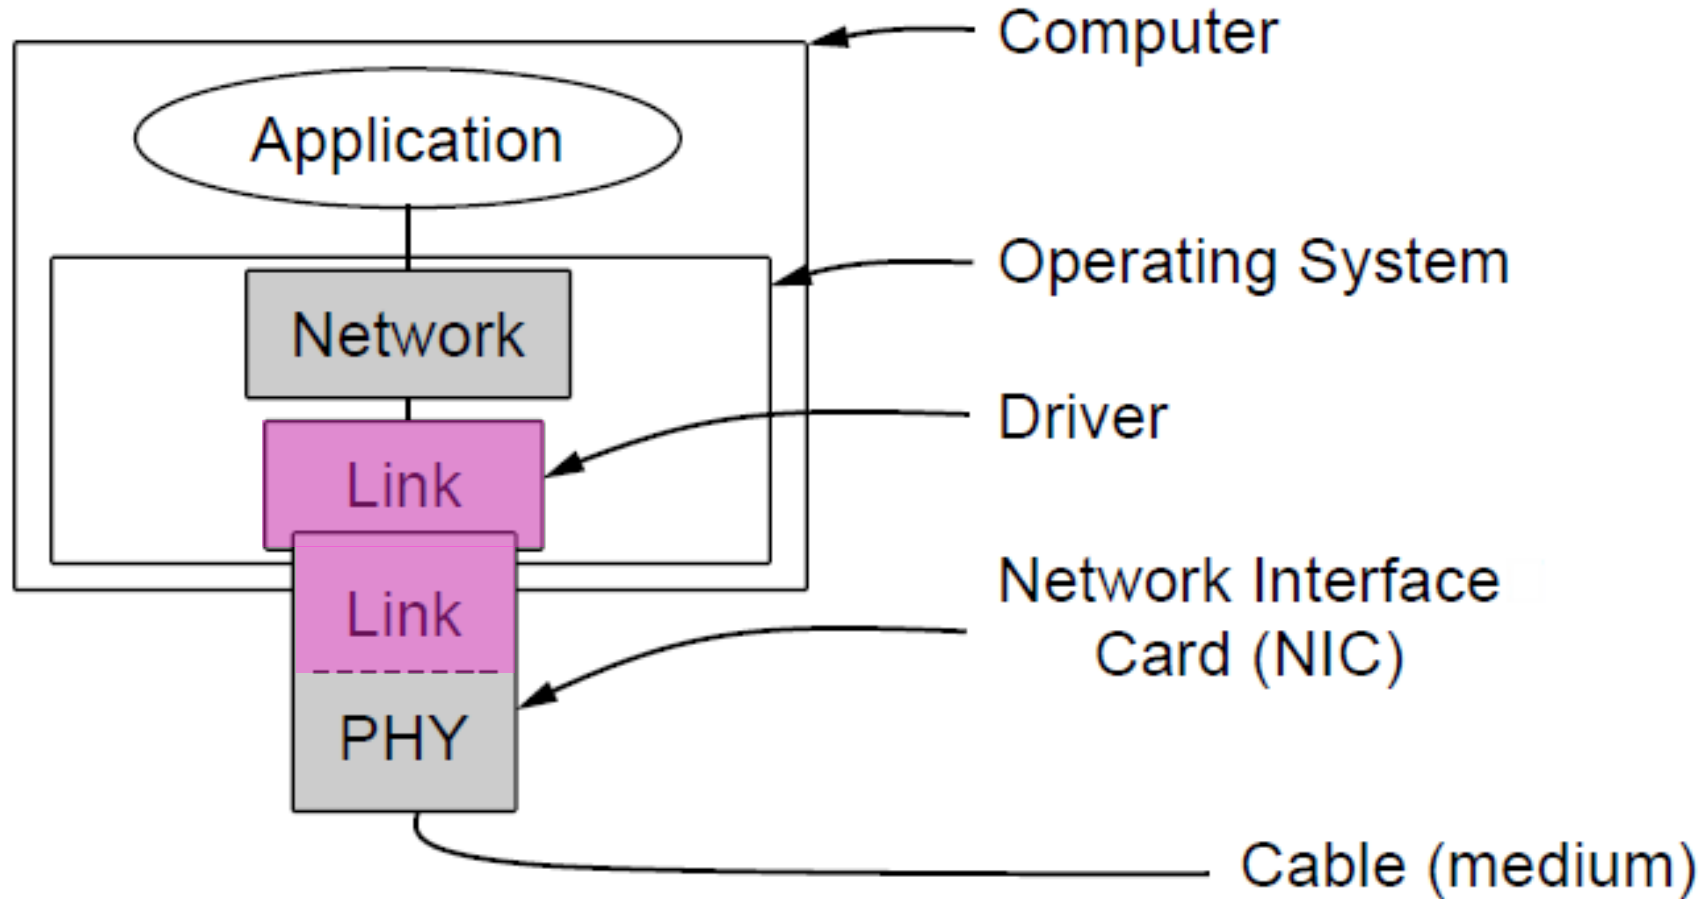 Computer
Application
Operating System
Network
Driver
Link
Network Interface
Card (NIC)
Link
PHY
Cable (medium)